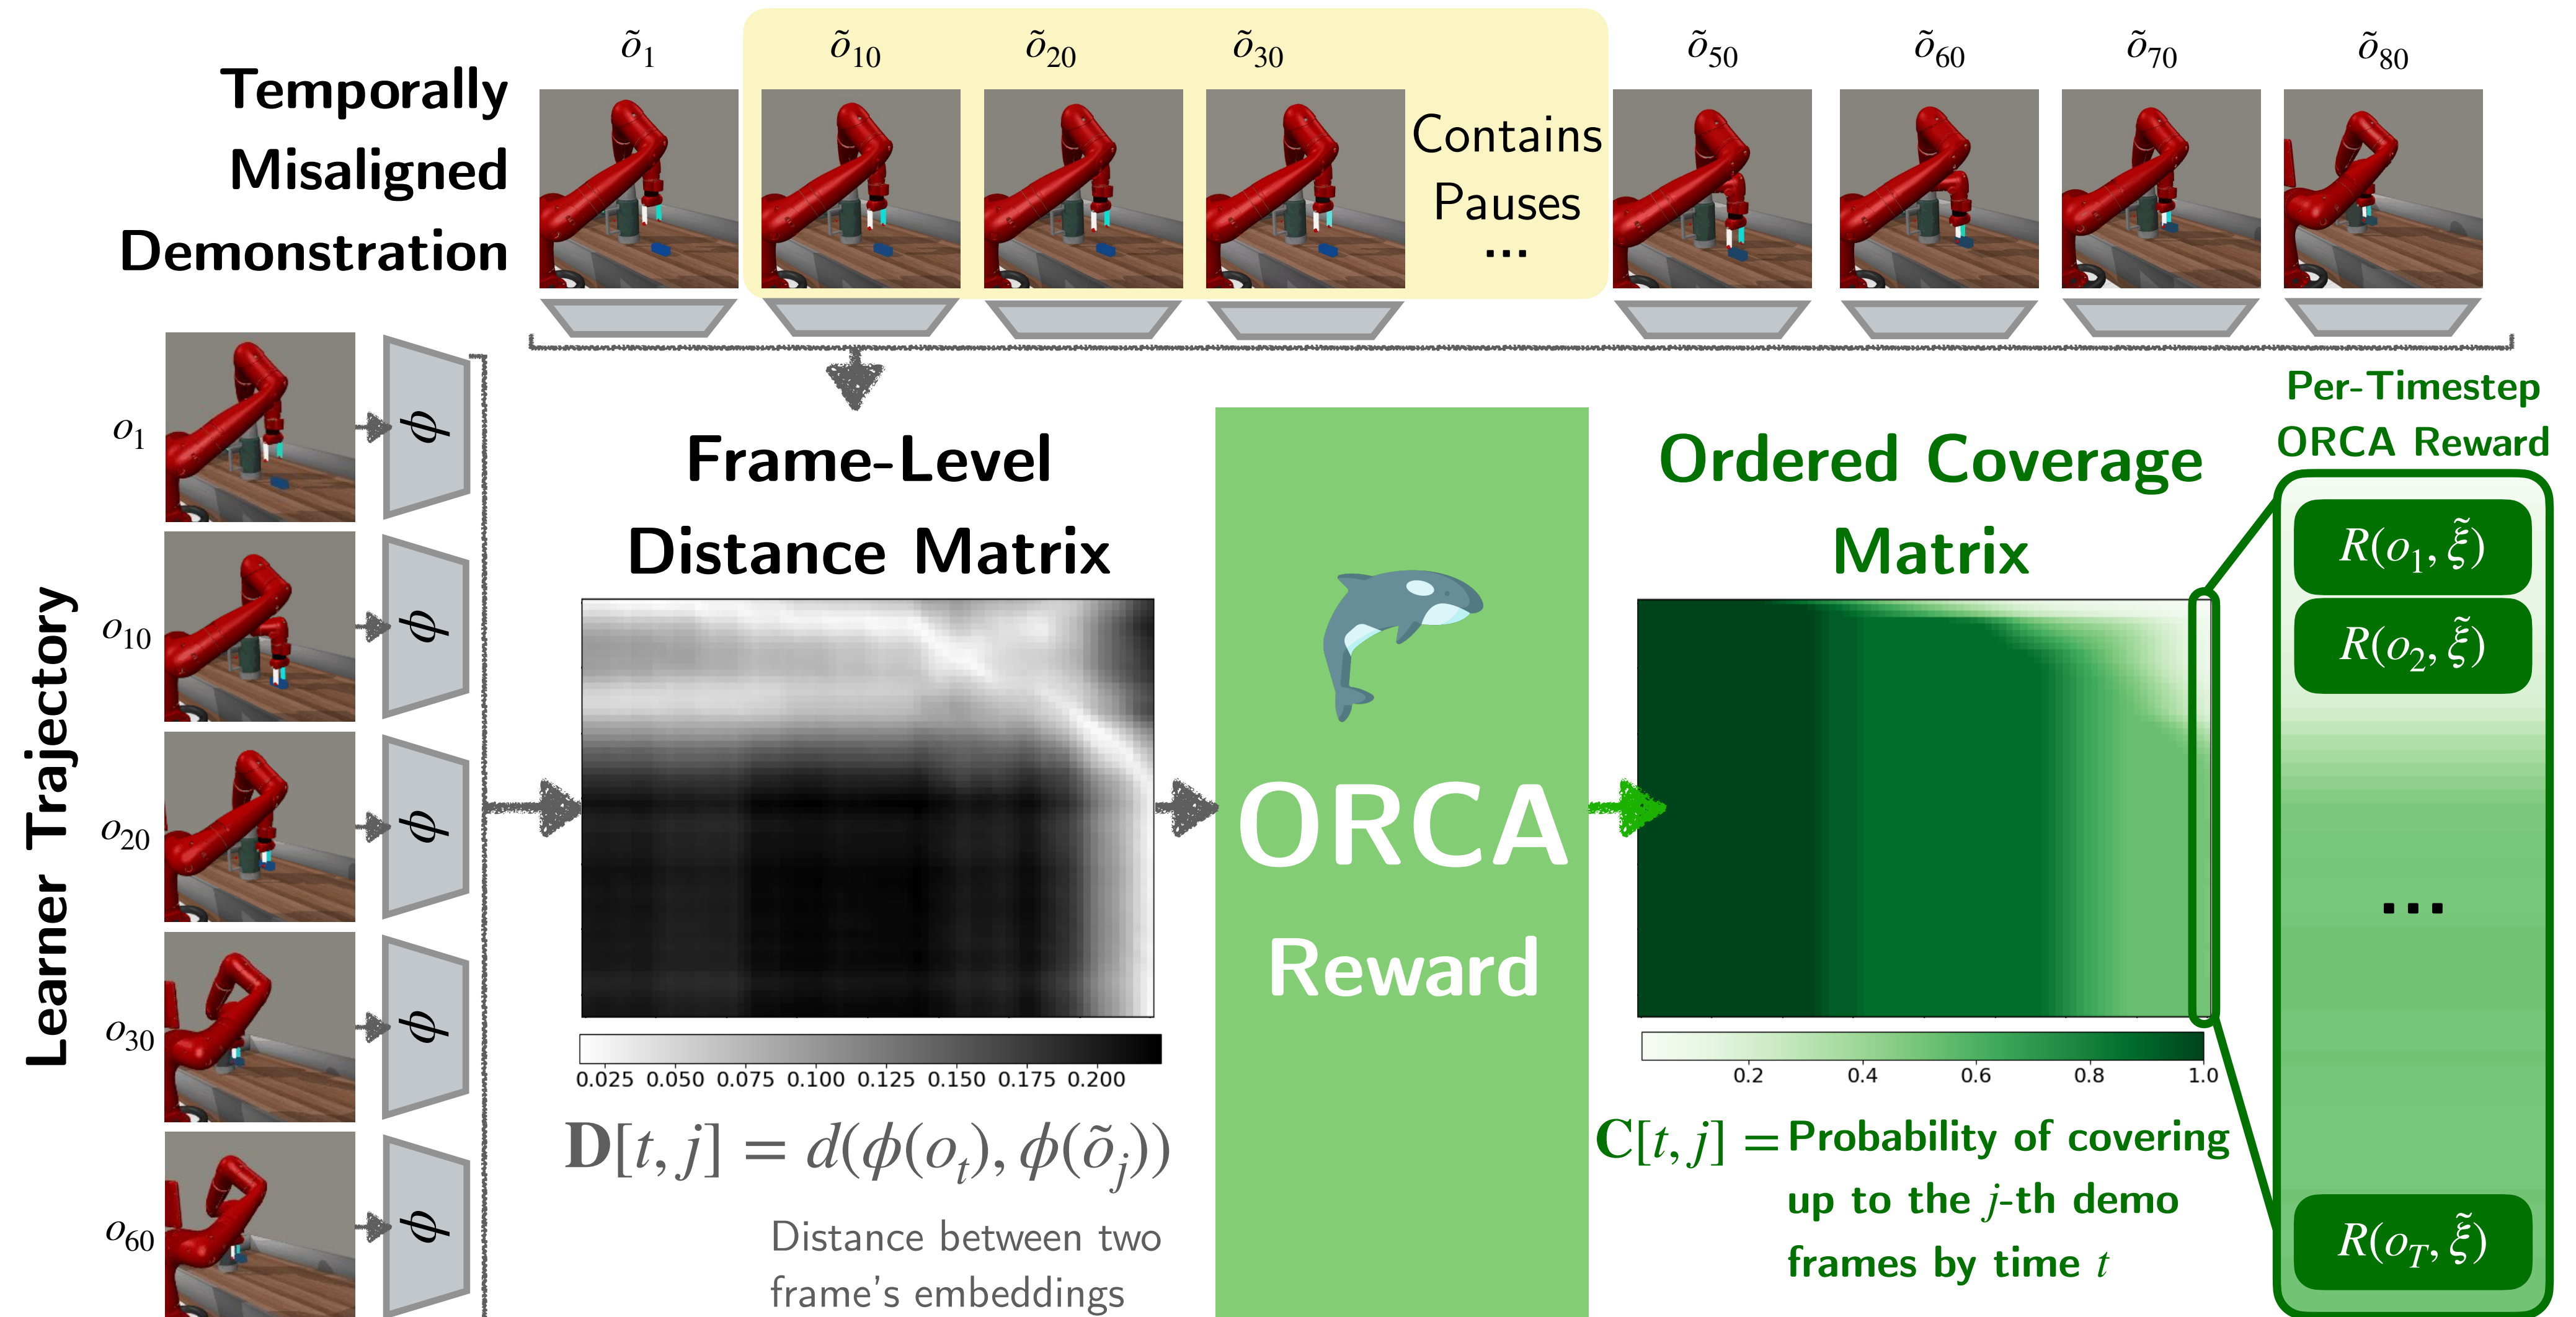 Temporally
Misaligned
Demonstration
õ₁ õ₁₀ õ₂₀ õ₃₀ õ₅₀ õ₆₀ õ₇₀ õ₈₀
Contains
Pauses
...
Learner Trajectory
o₁ ϕ
o₁₀ ϕ
o₂₀ ϕ
o₃₀ ϕ
o₆₀ ϕ
Frame-Level
Distance Matrix
0.025 0.050 0.075 0.100 0.125 0.150 0.175 0.200
D[t, j] = d(ϕ(oₜ), ϕ(õⱼ))
Distance between two
frame's embeddings
ORCA
Reward
Ordered Coverage
Matrix
0.2 0.4 0.6 0.8 1.0
C[t, j] = Probability of covering
up to the j-th demo
frames by time t
Per-Timestep
ORCA Reward
R(o₁, ξ̃)
R(o₂, ξ̃)
...
R(o_T, ξ̃)